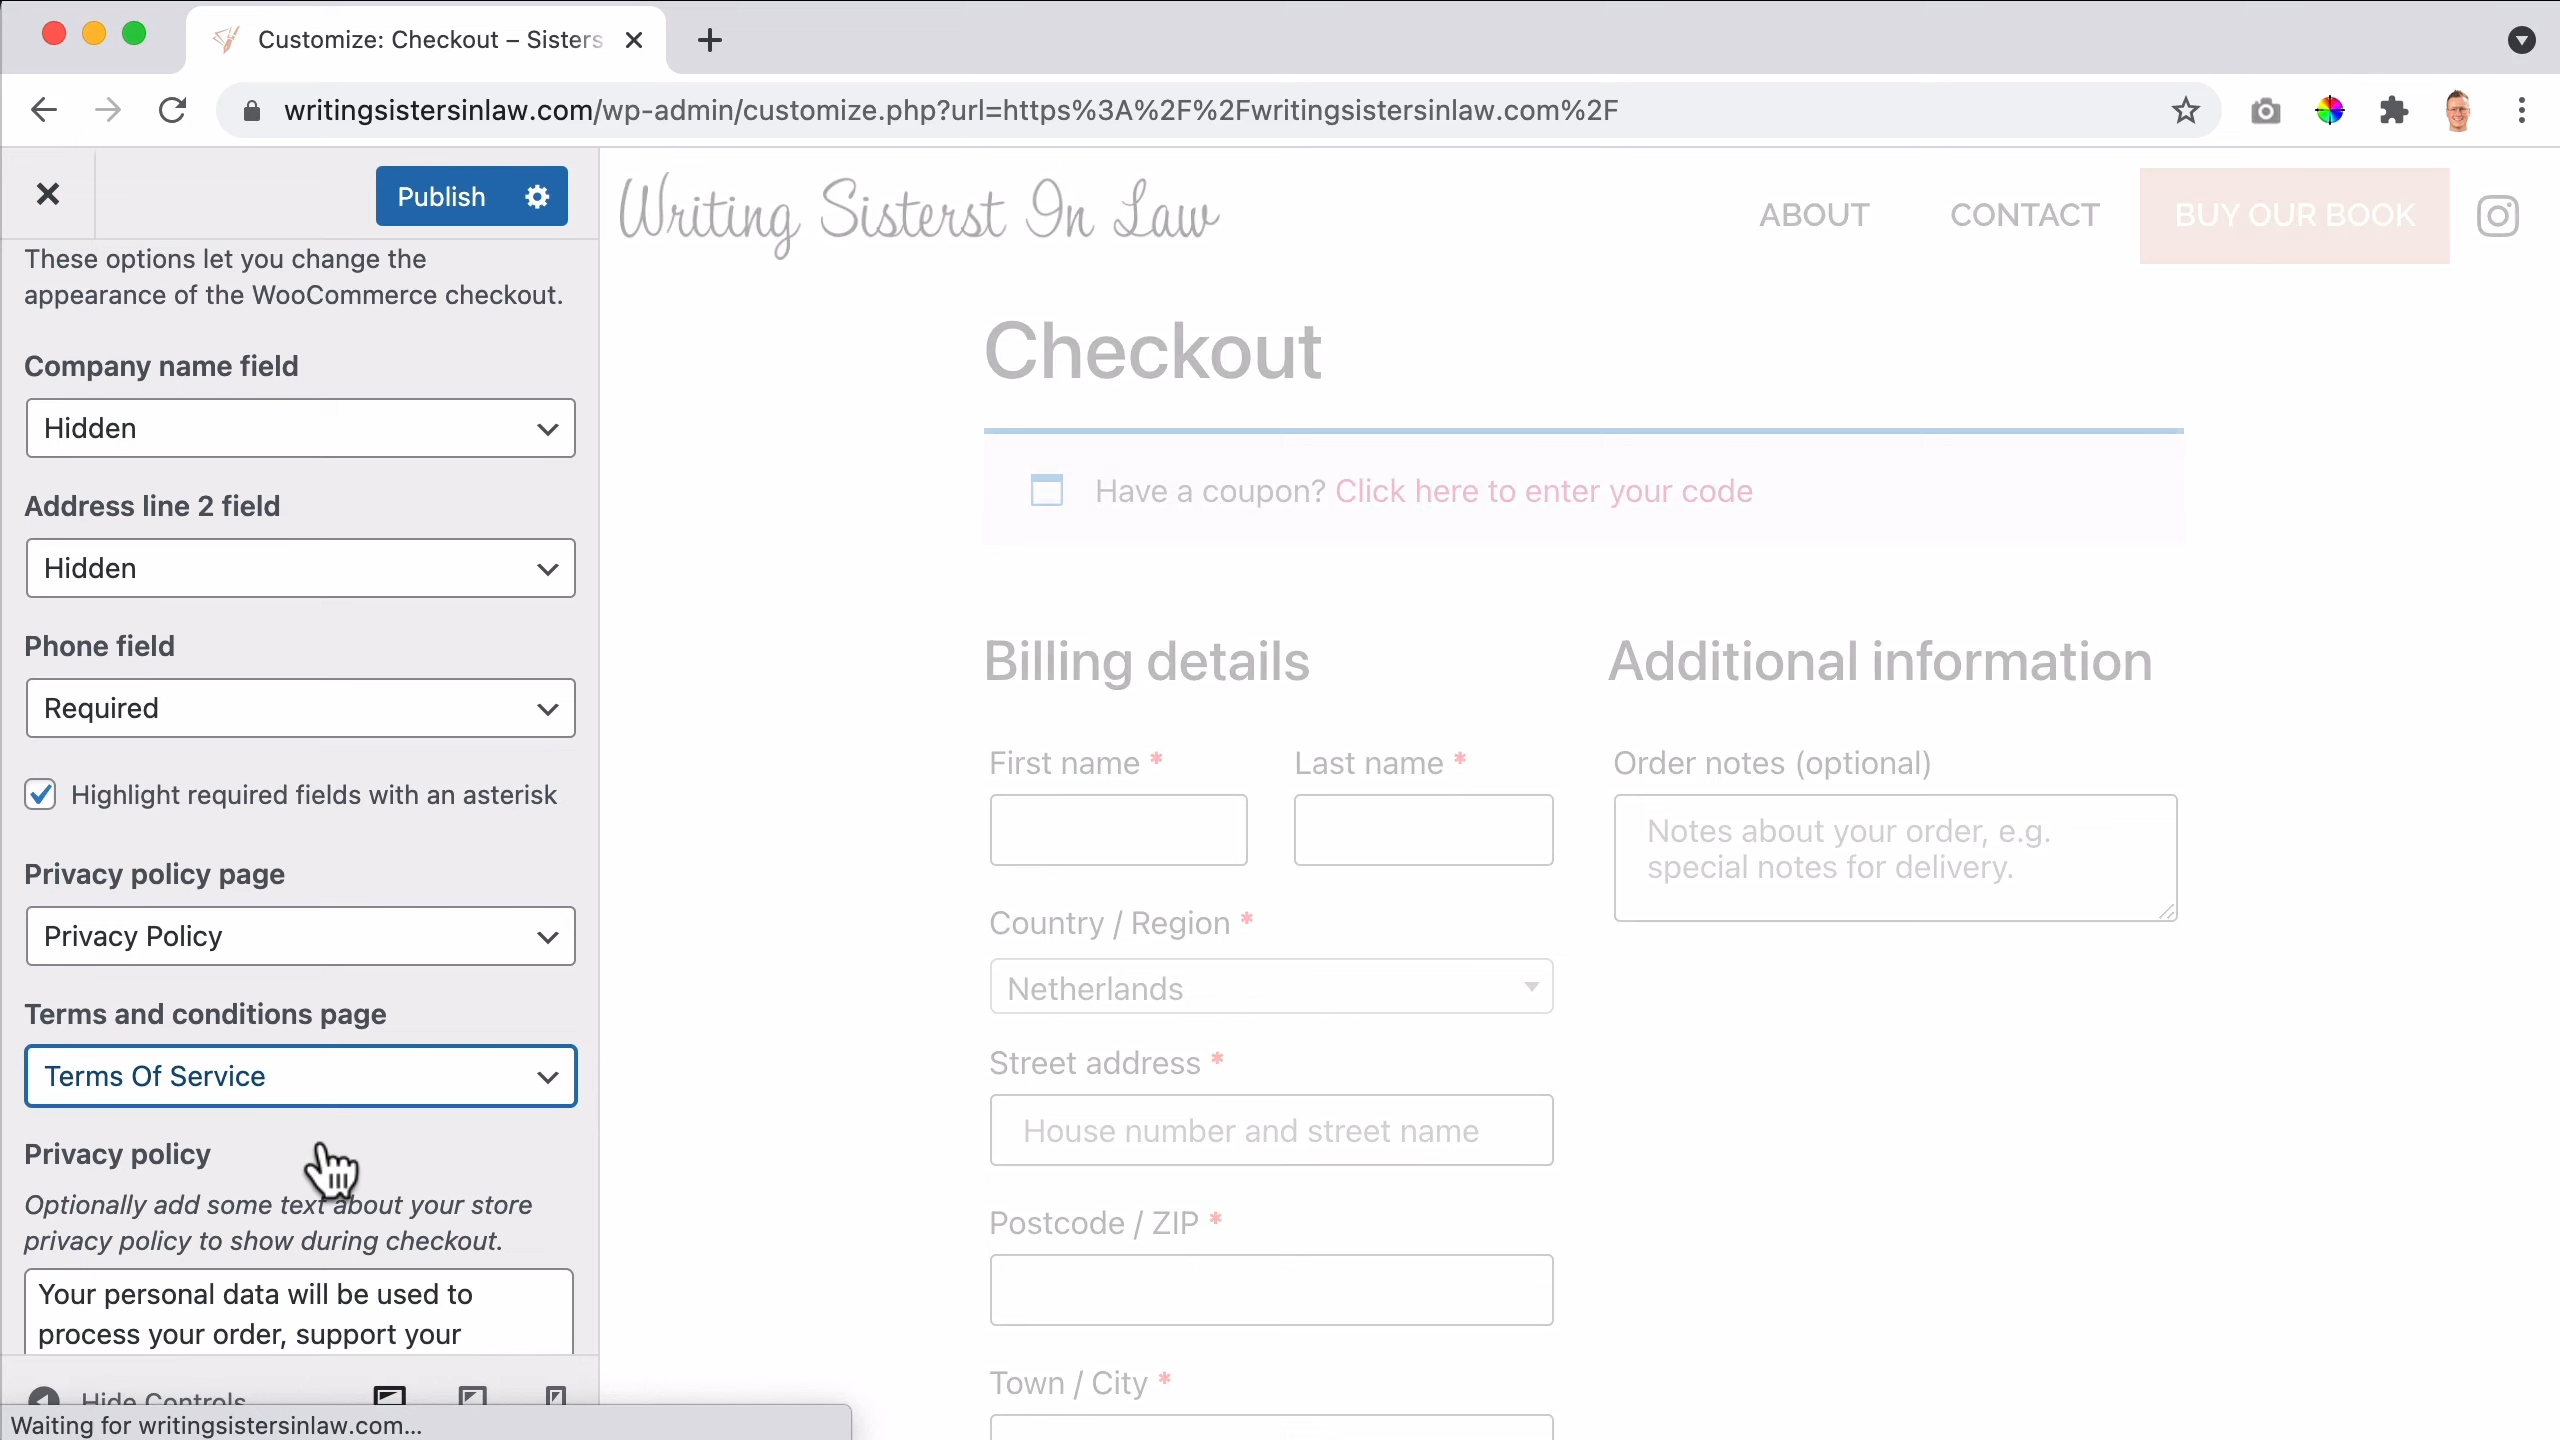 Customize: Checkout – Sisters
writingsistersinlaw.com/wp-admin/customize.php?url=https%3A%2F%2Fwritingsistersinlaw.com%2F
Publish
These options let you change the
appearance of the WooCommerce checkout.
Company name field
Hidden
Address line 2 field
Hidden
Phone field
Required
Highlight required fields with an asterisk
Privacy policy page
Privacy Policy
Terms and conditions page
Terms Of Service
Privacy policy
Optionally add some text about your store
privacy policy to show during checkout.
Your personal data will be used to
process your order, support your
Hide Controls
Waiting for writingsistersinlaw.com...
Writing Sisterst In Law
ABOUT
CONTACT
BUY OUR BOOK
Checkout
Have a coupon? Click here to enter your code
Billing details
First name *
Last name *
Country / Region *
Netherlands
Street address *
House number and street name
Postcode / ZIP *
Town / City *
Additional information
Order notes (optional)
Notes about your order, e.g.
special notes for delivery.